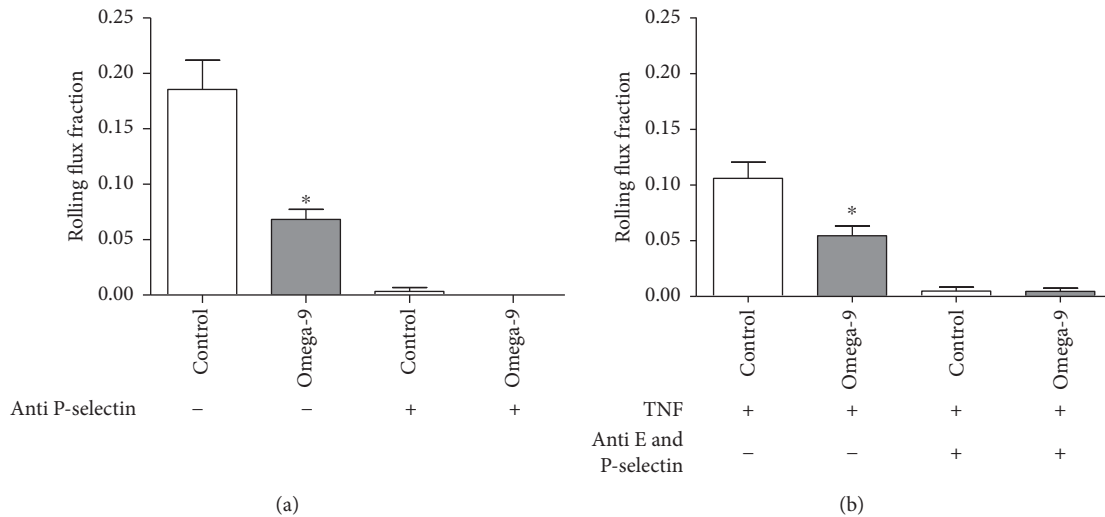 0.25
0.20
0.15
0.10
0.05
0.00
Rolling flux fraction
*
Control
Omega-9
Control
Omega-9
Anti P-selectin − − + +
(a)
0.25
0.20
0.15
0.10
0.05
0.00
Rolling flux fraction
*
Control
Omega-9
Control
Omega-9
TNF + + + +
Anti E and
P-selectin − − + +
(b)